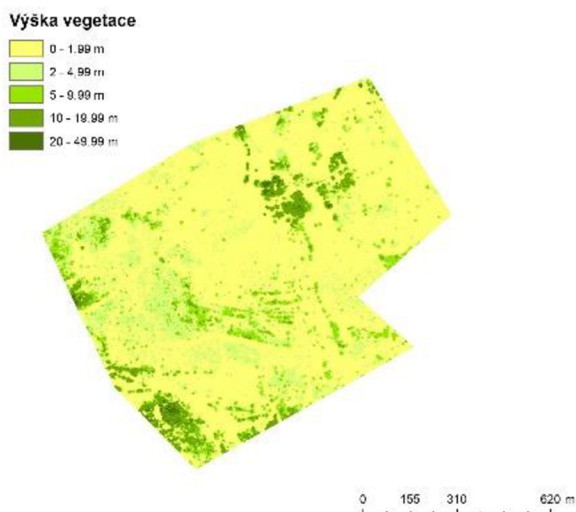 Výška vegetace
0 - 1.99 m
2 - 4.99 m
5 - 9.99 m
10 - 19.99 m
20 - 49.99 m
0 155 310 620 m